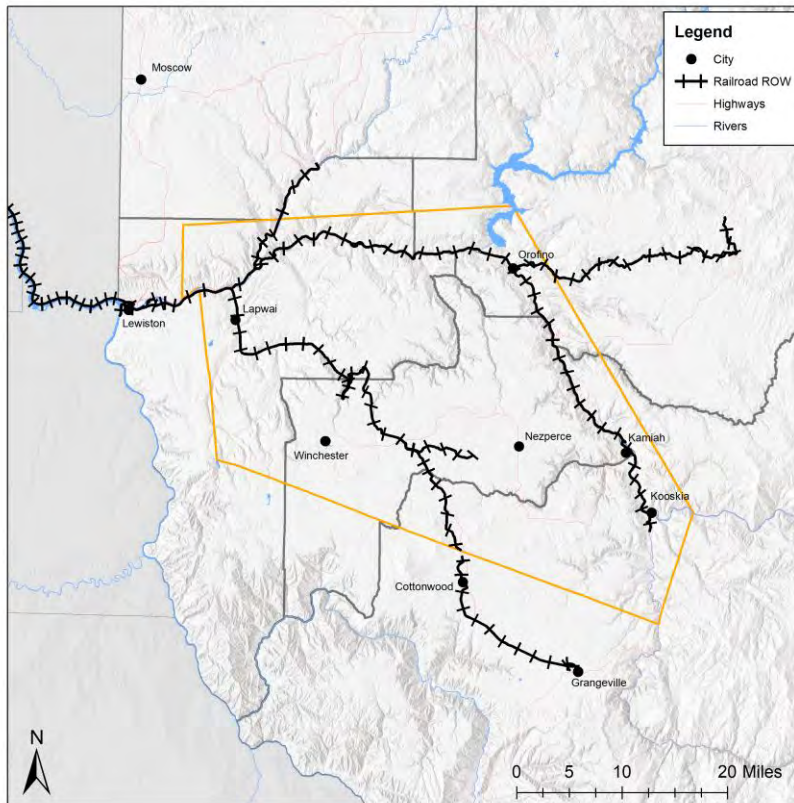 Moscow
Legend
City
Railroad ROW
Highways
Rivers
Orofino
Lewiston
Lapwai
Winchester
Nezperce
Kamiah
Kooskia
Cottonwood
Grangeville
N
0 5 10 20 Miles